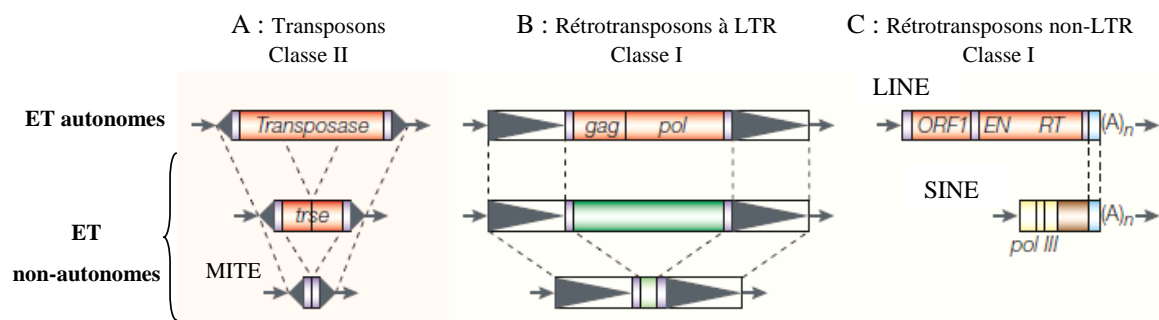 A : Transposons
Classe II
B : Rétrotransposons à LTR
Classe I
C : Rétrotransposons non-LTR
Classe I
LINE
ET autonomes
Transposase
gag pol
ORF1 EN RT (A)n
SINE
trse
(A)n
pol III
ET
non-autonomes
MITE